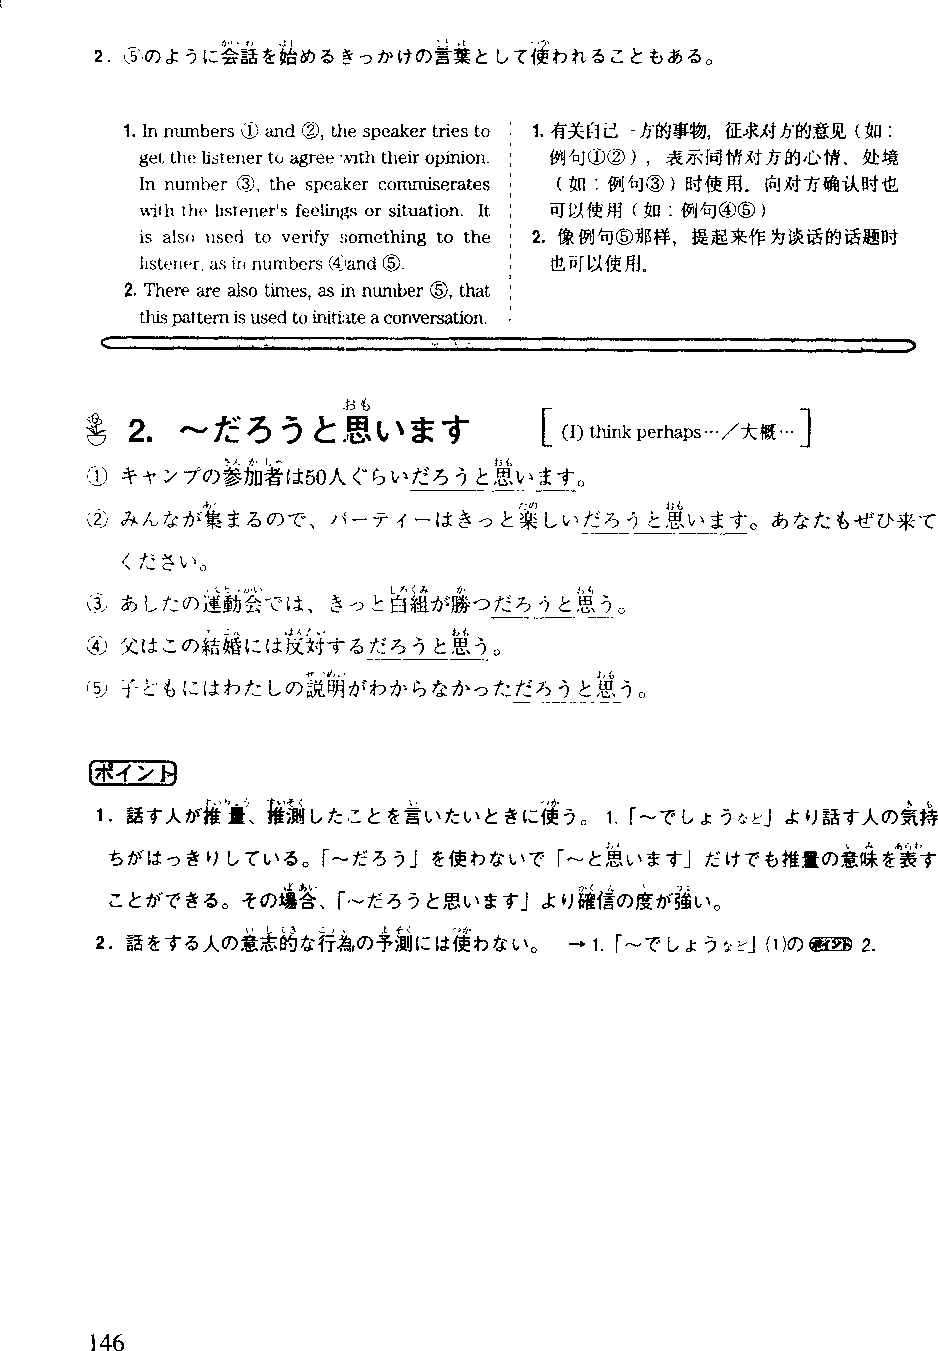 2. ⑤のように会話を始めるきっかけの言葉として使われることもある。
1. In numbers ① and ②, the speaker tries to
get the listener to agree with their opinion.
In number ③, the speaker commiserates
with the listener's feelings or situation. It
is also used to verify something to the
listener, as in numbers ④ and ⑤.
2. There are also times, as in number ⑤, that
this pattern is used to initiate a conversation.
1. 有关自己一方的事物，征求对方的意见（如：
例句①②），表示同情对方的心情、处境
（如：例句③）时使用。向对方确认时也
可以使用（如：例句④⑤）
2. 像例句⑤那样，提起来作为谈话的话题时
也可以使用。
2. ～だろうと思います [(I) think perhaps…／大概…]
① キャンプの参加者は50人ぐらいだろうと思います。
② みんなが集まるので、パーティーはきっと楽しいだろうと思います。あなたもぜひ来て
ください。
③ あしたの運動会では、きっと白組が勝つだろうと思う。
④ 父はこの結婚には反対するだろうと思う。
⑤ 子どもにはわたしの説明がわからなかっただろうと思う。
ポイント
1. 話す人が推量、推測したことを言いたいときに使う。 1.「～でしょうなど」より話す人の気持
ちがはっきりしている。「～だろう」を使わないで「～と思います」だけでも推量の意味を表す
ことができる。その場合、「～だろうと思います」より確信の度が強い。
2. 話をする人の意志的な行為の予測には使わない。 →1.「～でしょうなど」(1)のポイント 2.
146